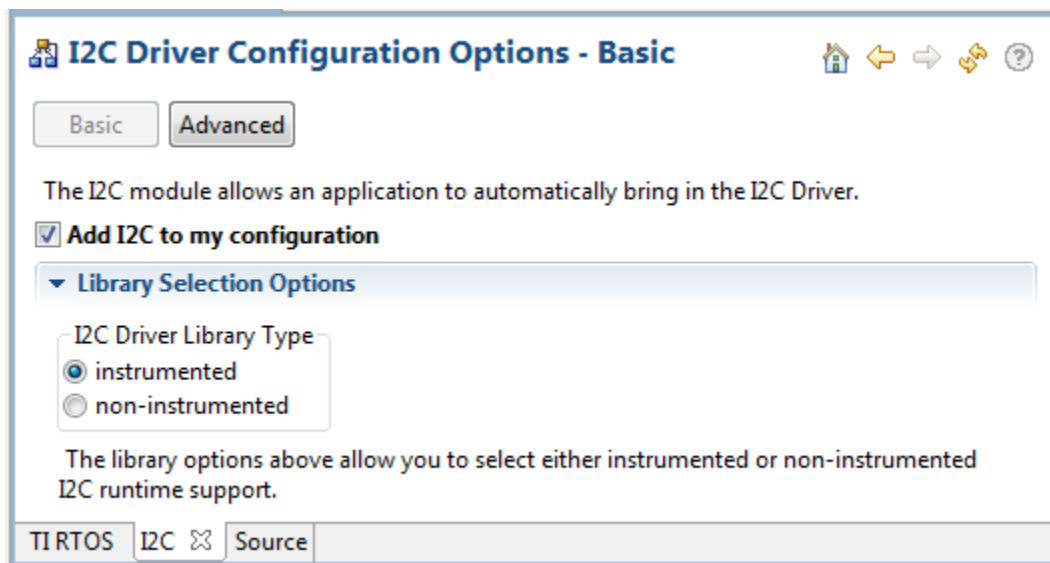 I2C Driver Configuration Options - Basic
Basic
Advanced
The I2C module allows an application to automatically bring in the I2C Driver.
Add I2C to my configuration
Library Selection Options
I2C Driver Library Type
instrumented
non-instrumented
The library options above allow you to select either instrumented or non-instrumented
I2C runtime support.
TI RTOS I2C Source